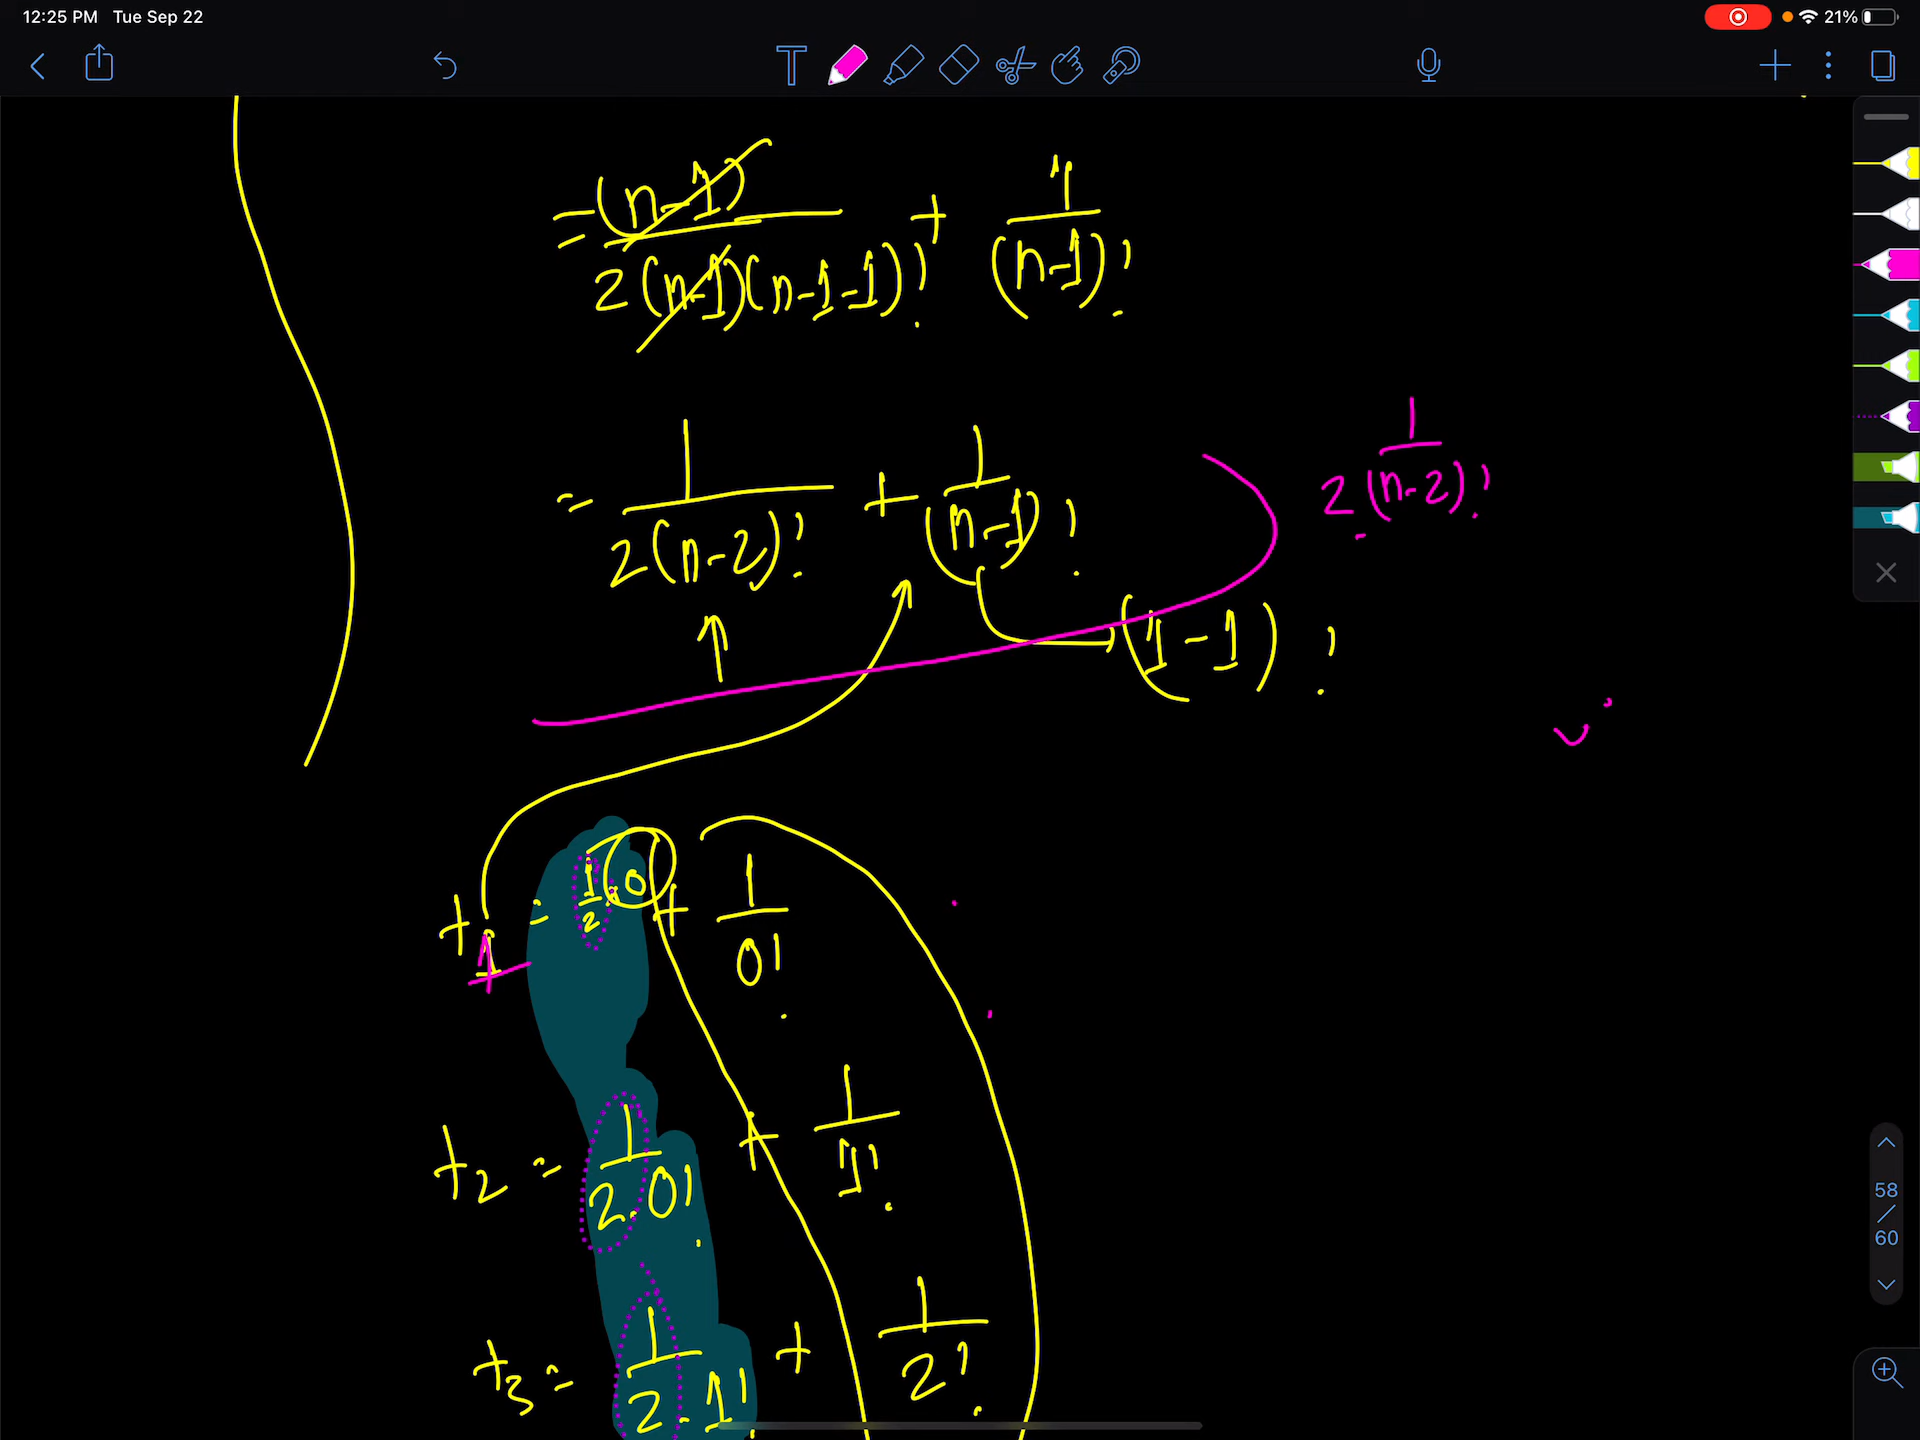 12:25 PM Tue Sep 22 21%
= (n-1) / 2(n-1)(n-1-1)! + 1 / (n-1)!
= 1 / 2(n-2)! + 1 / (n-1)!
1 / 2(n-2)!
(1-1)!
t1 = 1/2 . 0 + 1 / 0!
t2 = 1 / 2.0! + 1 / 1!
t3 = 1 / 2.1! + 1 / 2!
58
/
60